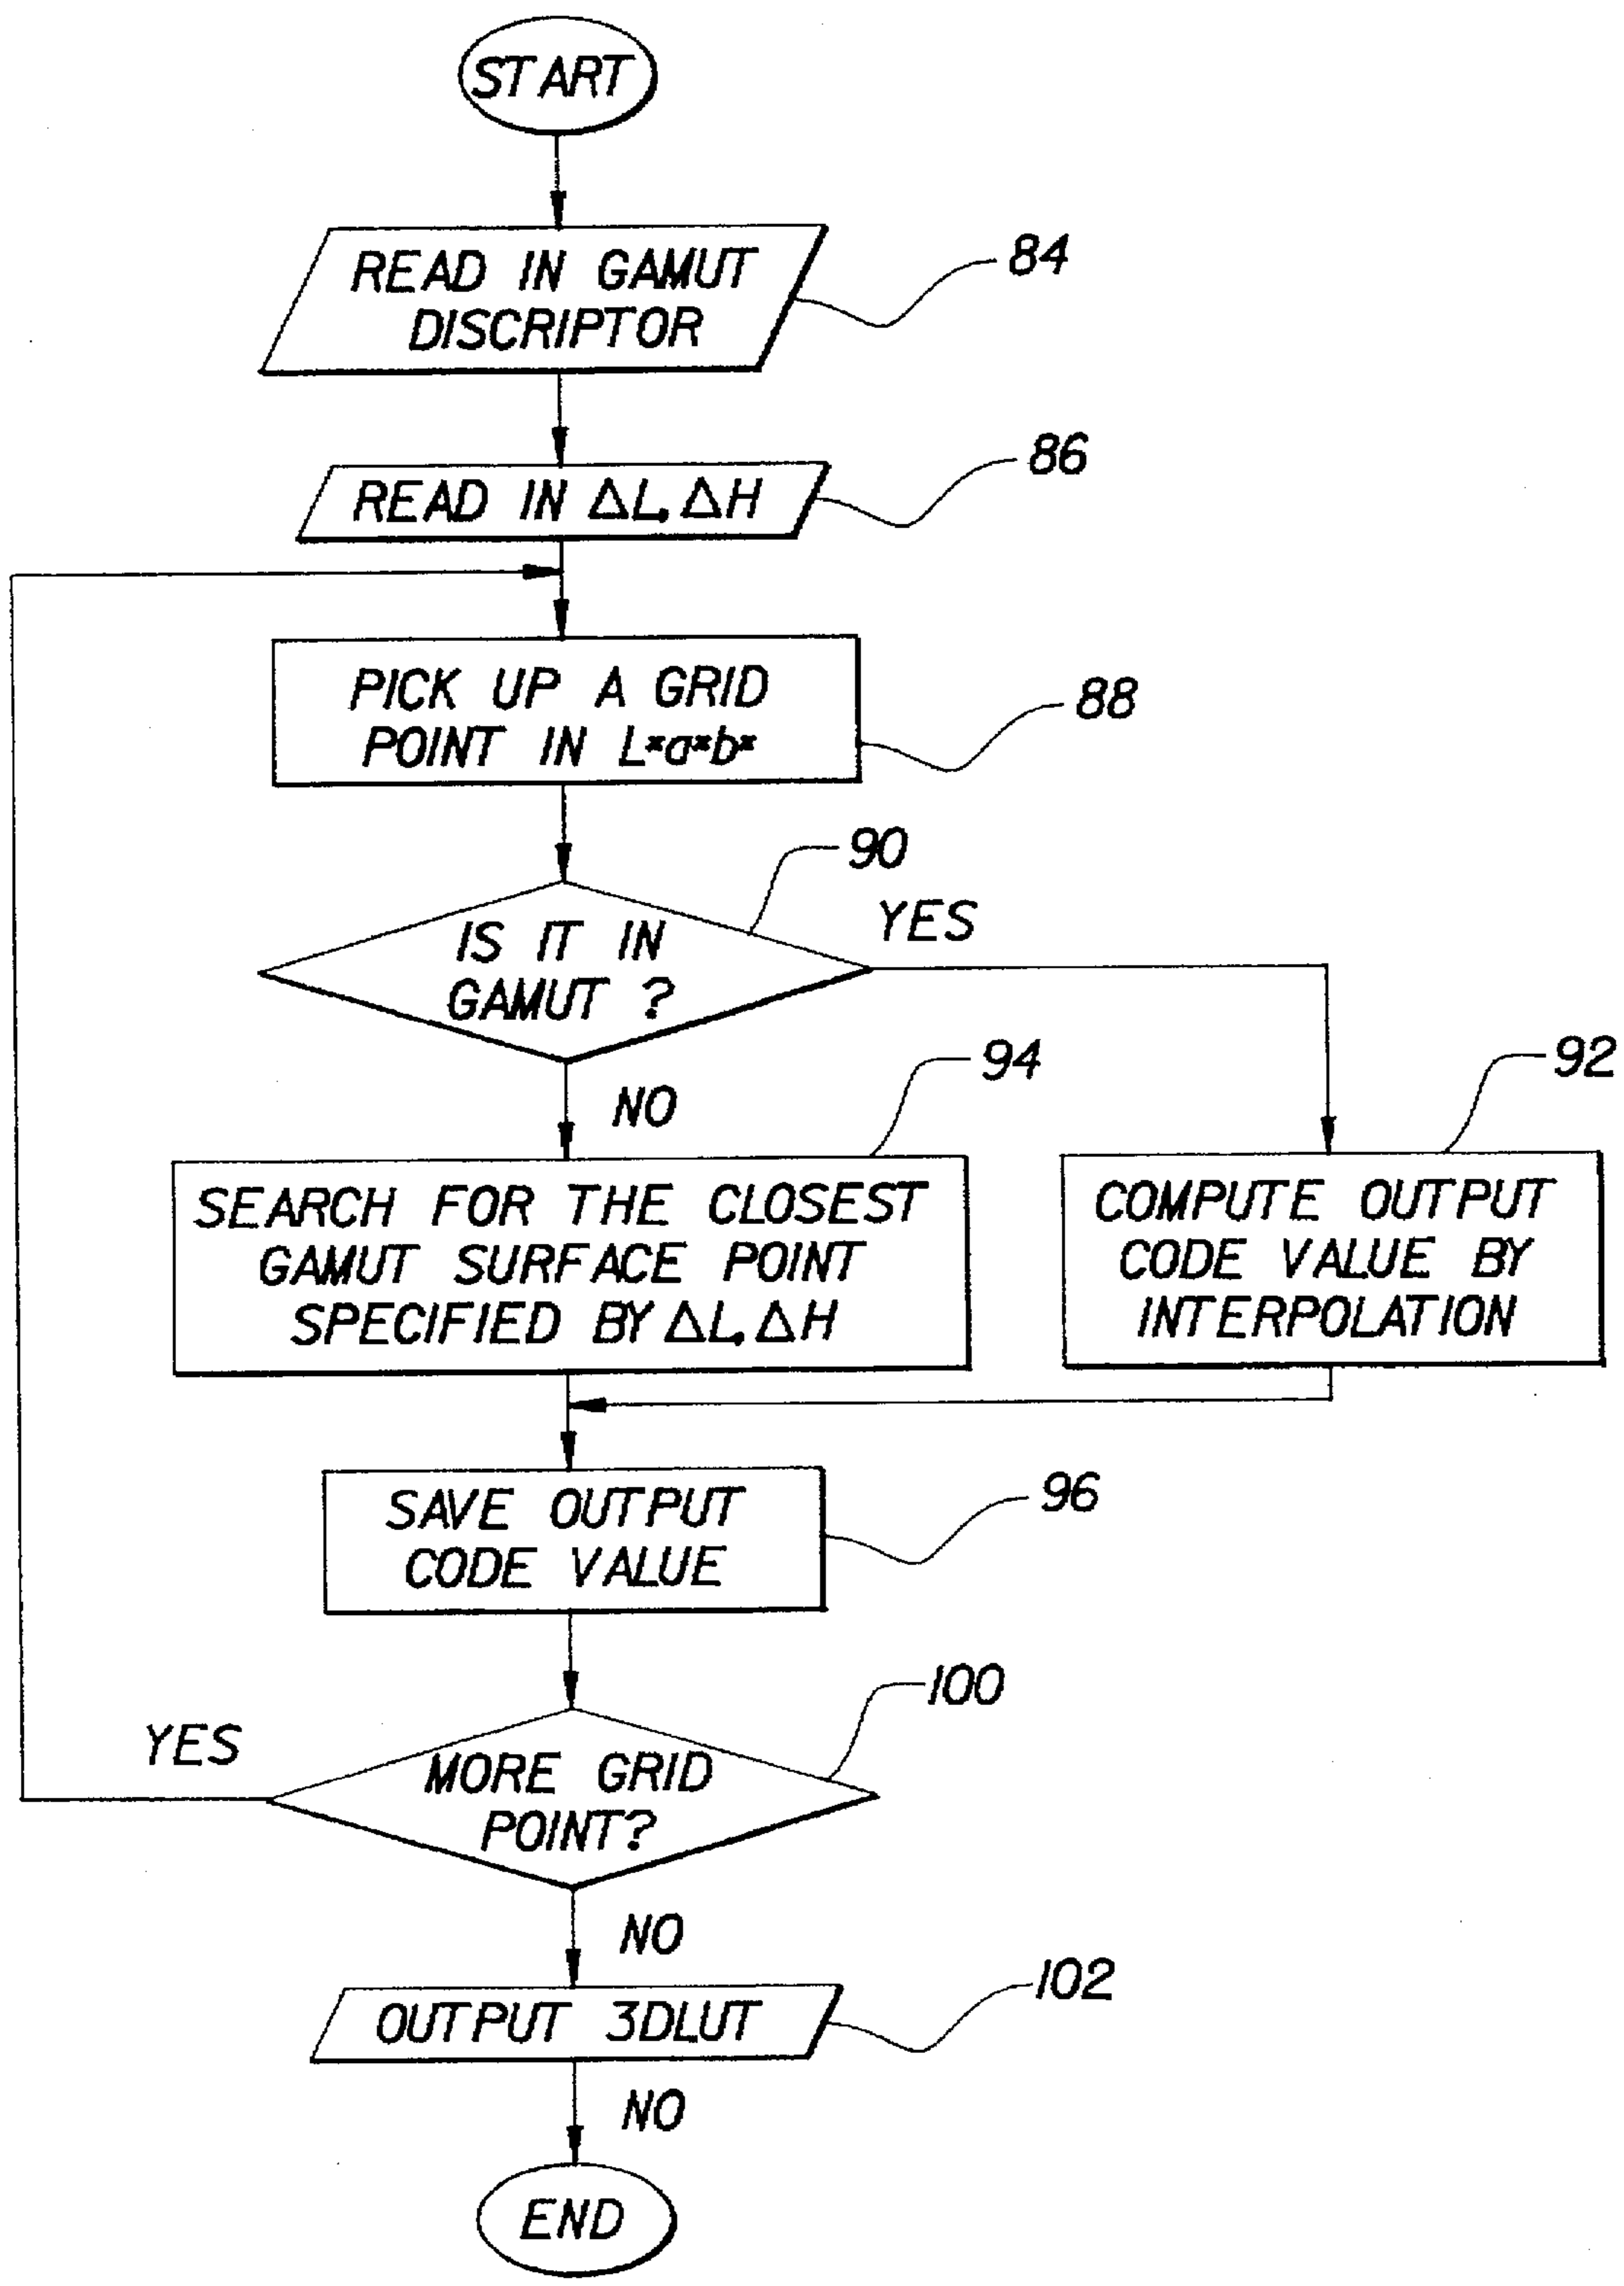 START
READ IN GAMUT
DISCRIPTOR
84
READ IN ΔL, ΔH
86
PICK UP A GRID
POINT IN L*a*b*
88
IS IT IN
GAMUT ?
90
YES
NO
94
92
SEARCH FOR THE CLOSEST
GAMUT SURFACE POINT
SPECIFIED BY ΔL, ΔH
COMPUTE OUTPUT
CODE VALUE BY
INTERPOLATION
SAVE OUTPUT
CODE VALUE
96
100
YES
MORE GRID
POINT?
NO
OUTPUT 3DLUT
102
NO
END